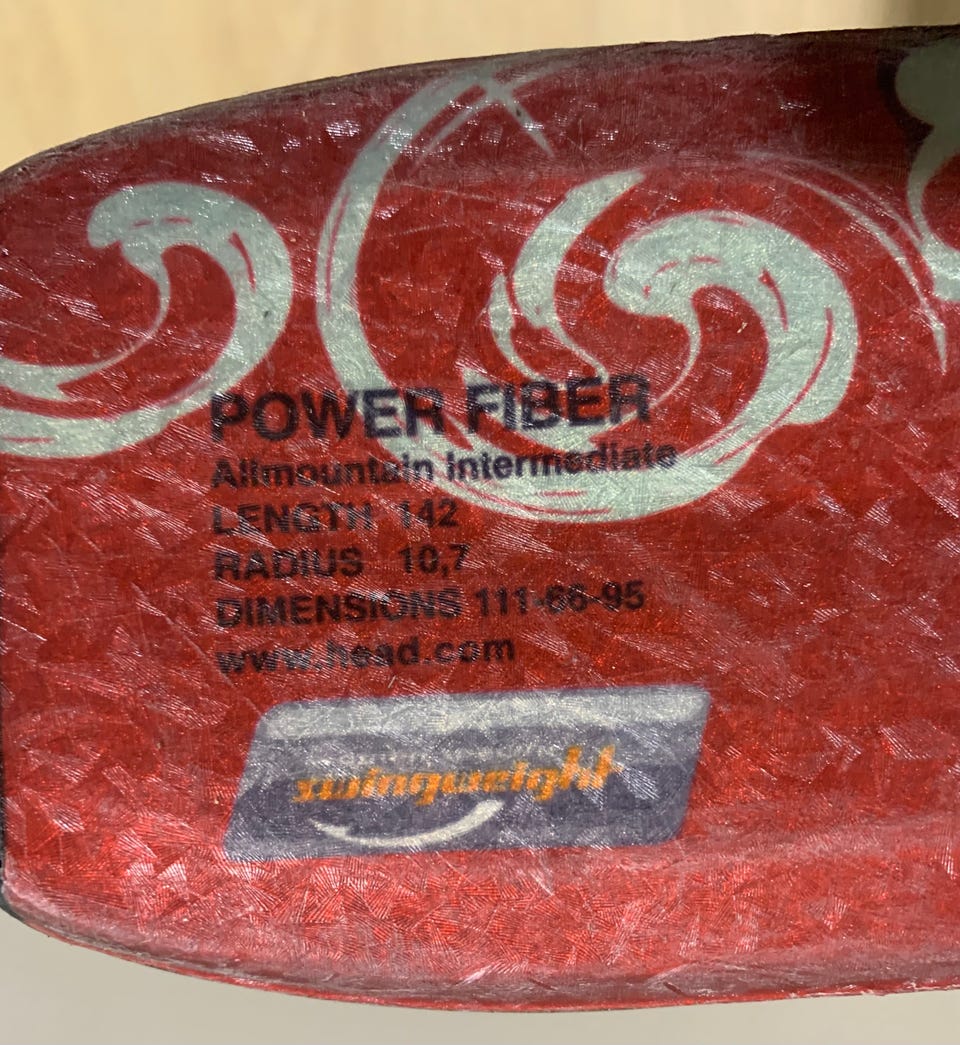 POWER FIBER
Allmountain Intermediate
LENGTH 142
RADIUS 10,7
DIMENSIONS 111-66-95
www.head.com
swingweight